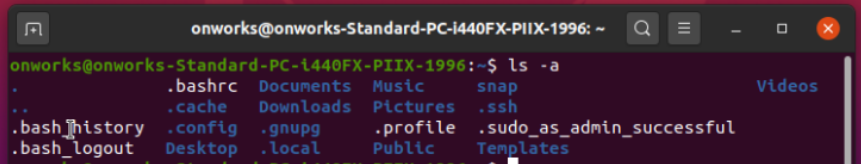 onworks@onworks-Standard-PC-i440FX-PIIX-1996: ~
onworks@onworks-Standard-PC-i440FX-PIIX-1996:~$ ls -a
. .bashrc Documents Music snap Videos
.. .cache Downloads Pictures .ssh
.bash_history .config .gnupg .profile .sudo_as_admin_successful
.bash_logout Desktop .local Public Templates